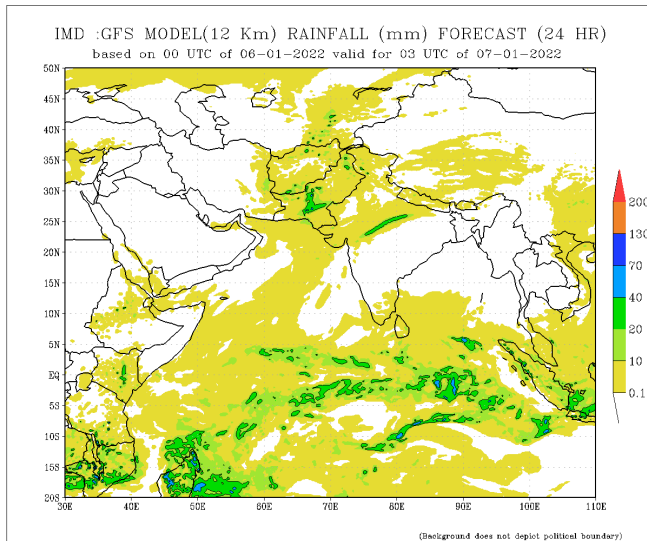 IMD :GFS MODEL(12 Km) RAINFALL (mm) FORECAST (24 HR)
based on 00 UTC of 06-01-2022 valid for 03 UTC of 07-01-2022
50N
45N
40N
35N
30N
25N
20N
15N
10N
5N
EQ
5S
10S
15S
20S
30E 40E 50E 60E 70E 80E 90E 100E 110E
200
130
70
40
20
10
0.1
(Background does not depict political boundary)